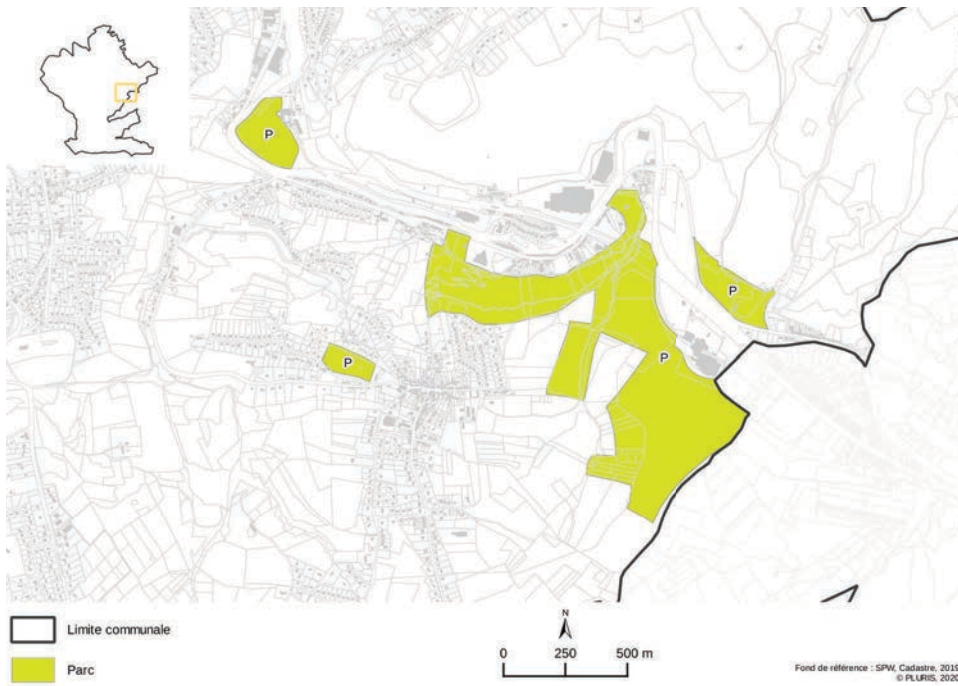 P
P
P
P
Limite communale
Parc
N
0 250 500 m
Fond de référence : SPW, Cadastre, 2019
© PLURIS, 2020